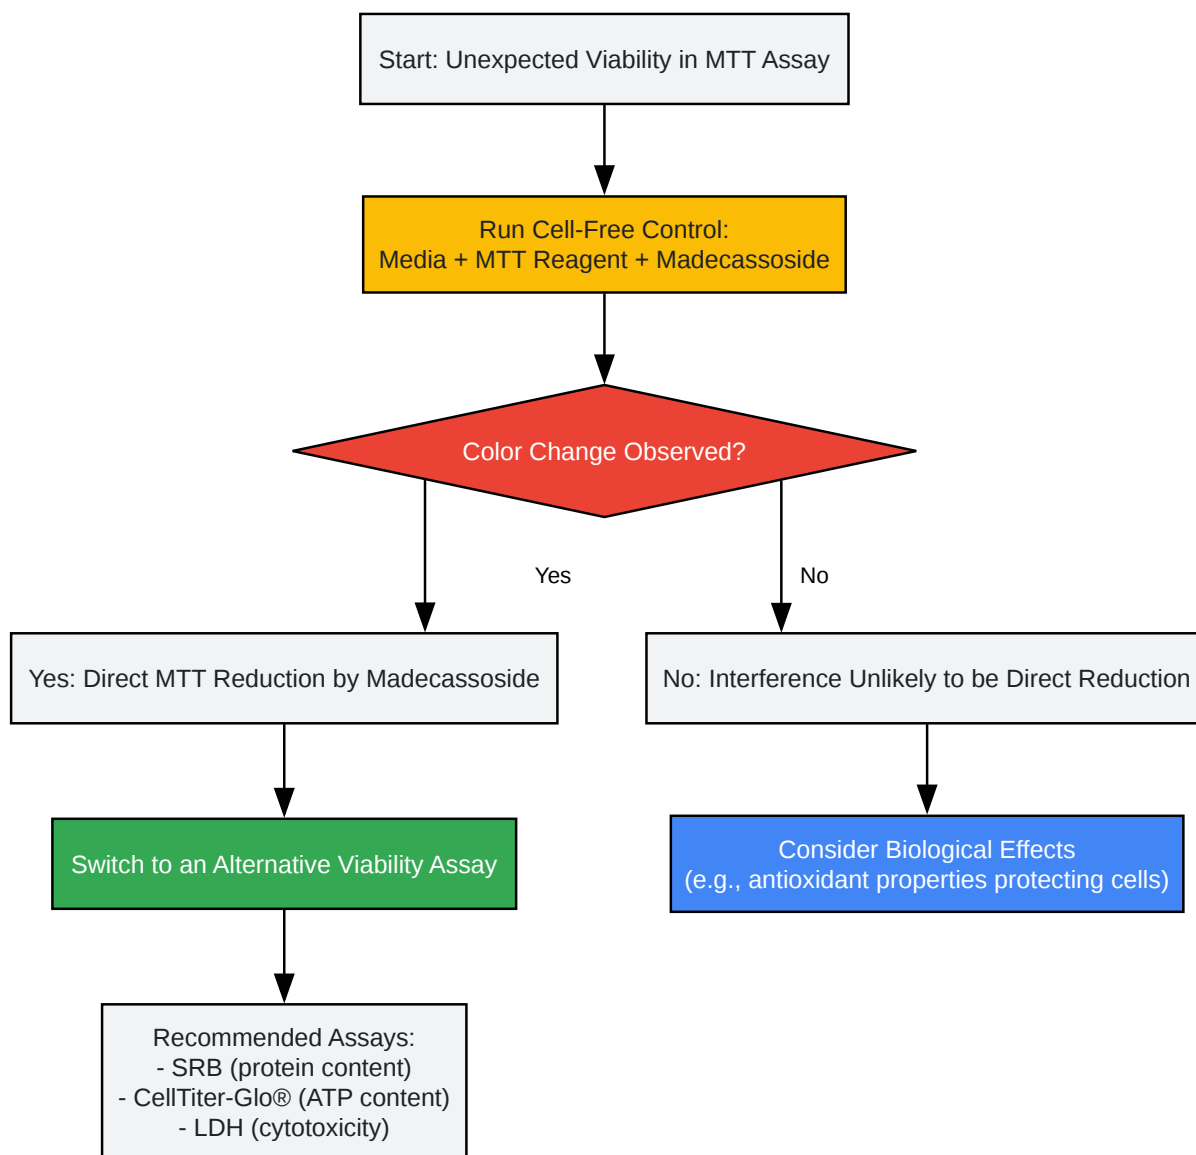 Start: Unexpected Viability in MTT Assay
Run Cell-Free Control:
Media + MTT Reagent + Madecassoside
Color Change Observed?
Yes
No
Yes: Direct MTT Reduction by Madecassoside
No: Interference Unlikely to be Direct Reduction
Switch to an Alternative Viability Assay
Consider Biological Effects
(e.g., antioxidant properties protecting cells)
Recommended Assays:
- SRB (protein content)
- CellTiter-Glo® (ATP content)
- LDH (cytotoxicity)